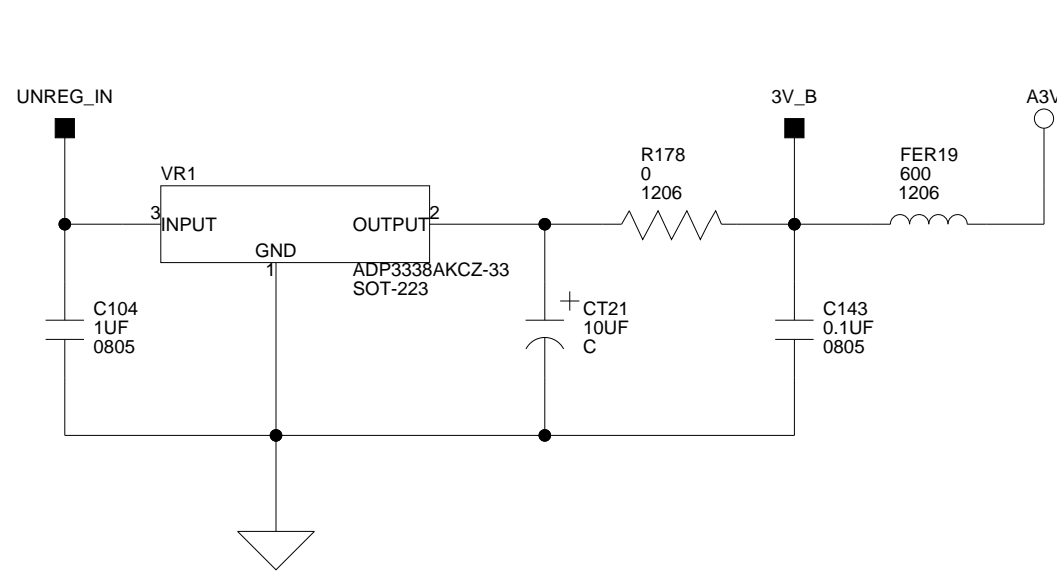 UNREG_IN
3V_B
A3V
VR1
R178
0
1206
FER19
600
1206
3
INPUT
OUTPUT
2
GND
1
ADP3338AKCZ-33
SOT-223
C104
1UF
0805
+
CT21
10UF
C
C143
0.1UF
0805